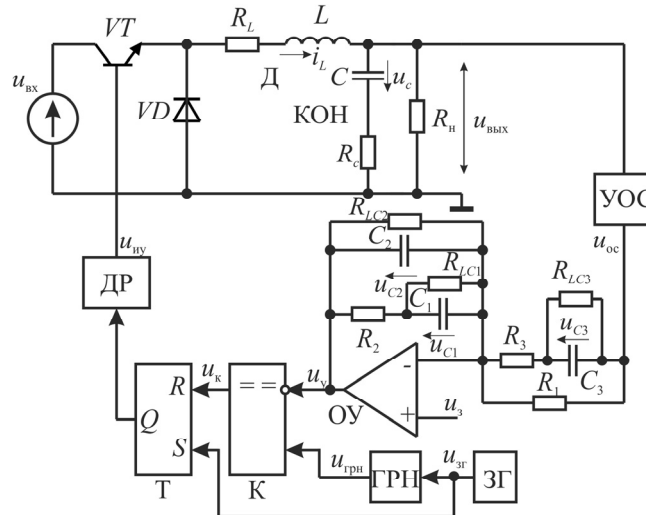 VT
R_L
L
u_вх
VD
Д
i_L
C
u_c
КОН
R_c
R_н
u_вых
УОС
u_ос
R_LC2
C_2
u_иу
ДР
u_C2
R_LC1
C_1
R_2
u_C1
R_LC3
u_C3
R_3
C_3
R_1
u_к
u_у
R
==
-
ОУ
+
u_з
Q
S
u_грн
ГРН
u_зг
ЗГ
Т
К